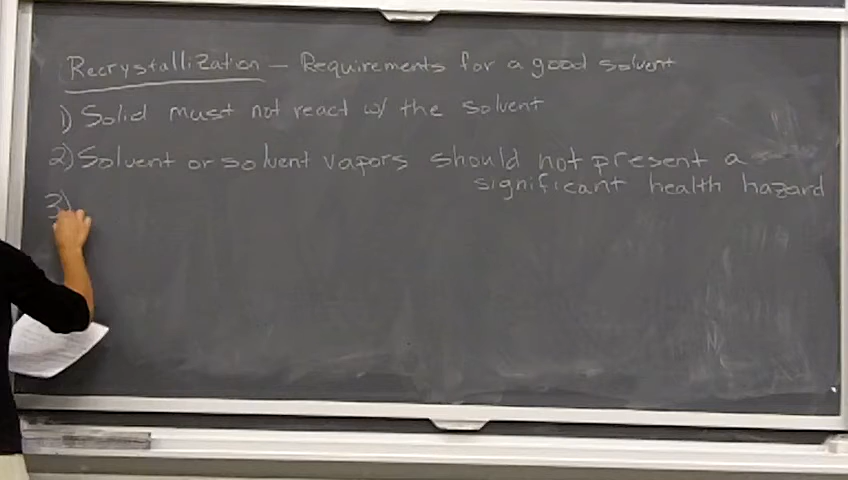 Recrystallization - Requirements for a good solvent
1) Solid must not react w/ the solvent
2) Solvent or solvent vapors should not present a
significant health hazard
3)